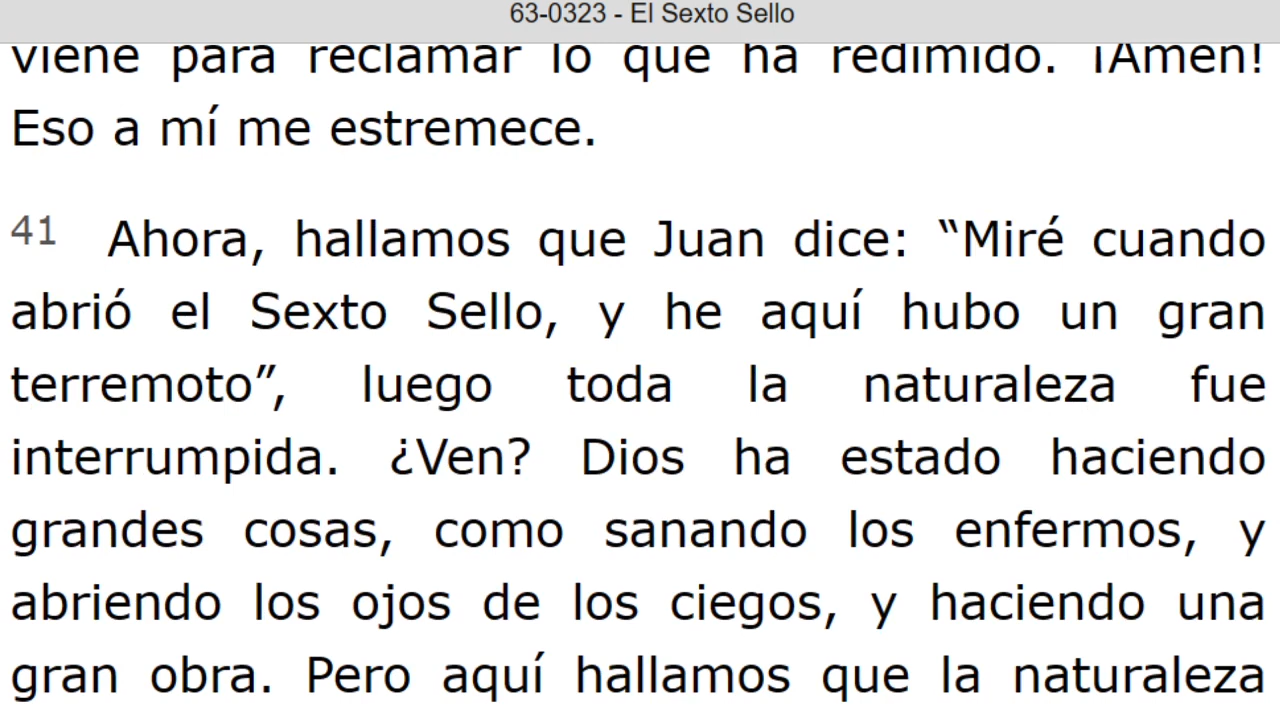 63-0323 - El Sexto Sello
viene para reclamar lo que ha redimido. ¡Amén!
Eso a mí me estremece.
41 Ahora, hallamos que Juan dice: “Miré cuando
abrió el Sexto Sello, y he aquí hubo un gran
terremoto”, luego toda la naturaleza fue
interrumpida. ¿Ven? Dios ha estado haciendo
grandes cosas, como sanando los enfermos, y
abriendo los ojos de los ciegos, y haciendo una
gran obra. Pero aquí hallamos que la naturaleza